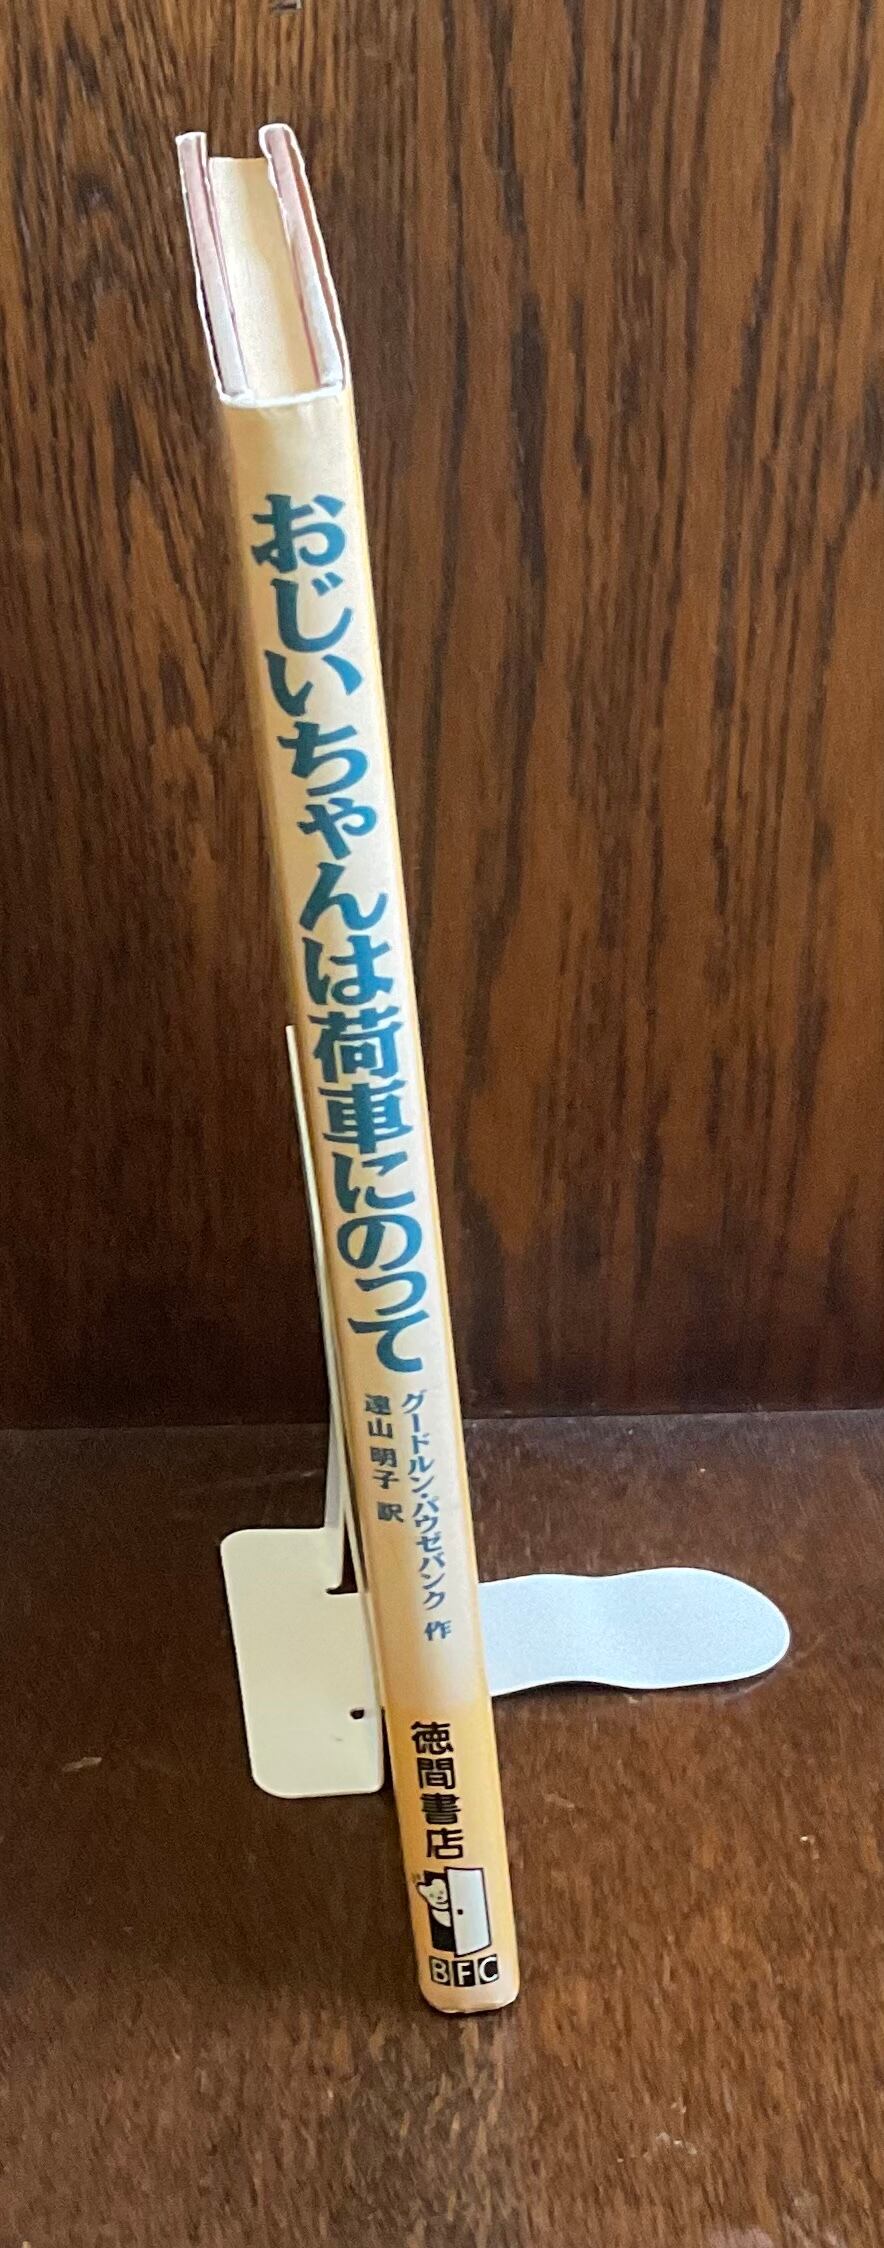 おじいちゃんは荷車にのって
グードルン・パウゼバンク 作
遠山明子 訳
徳間書店
BFC